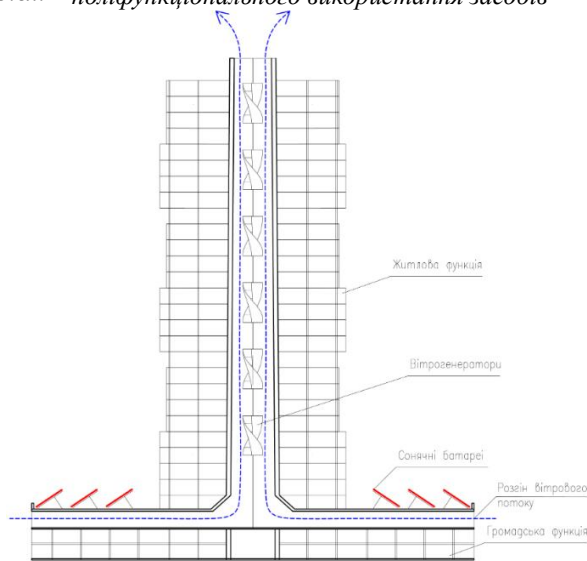 поліфункціонального використання засобів
Житлова функція
Вітрогенератори
Сонячні батареї
Розгін вітрового
потоку
Громадська функція